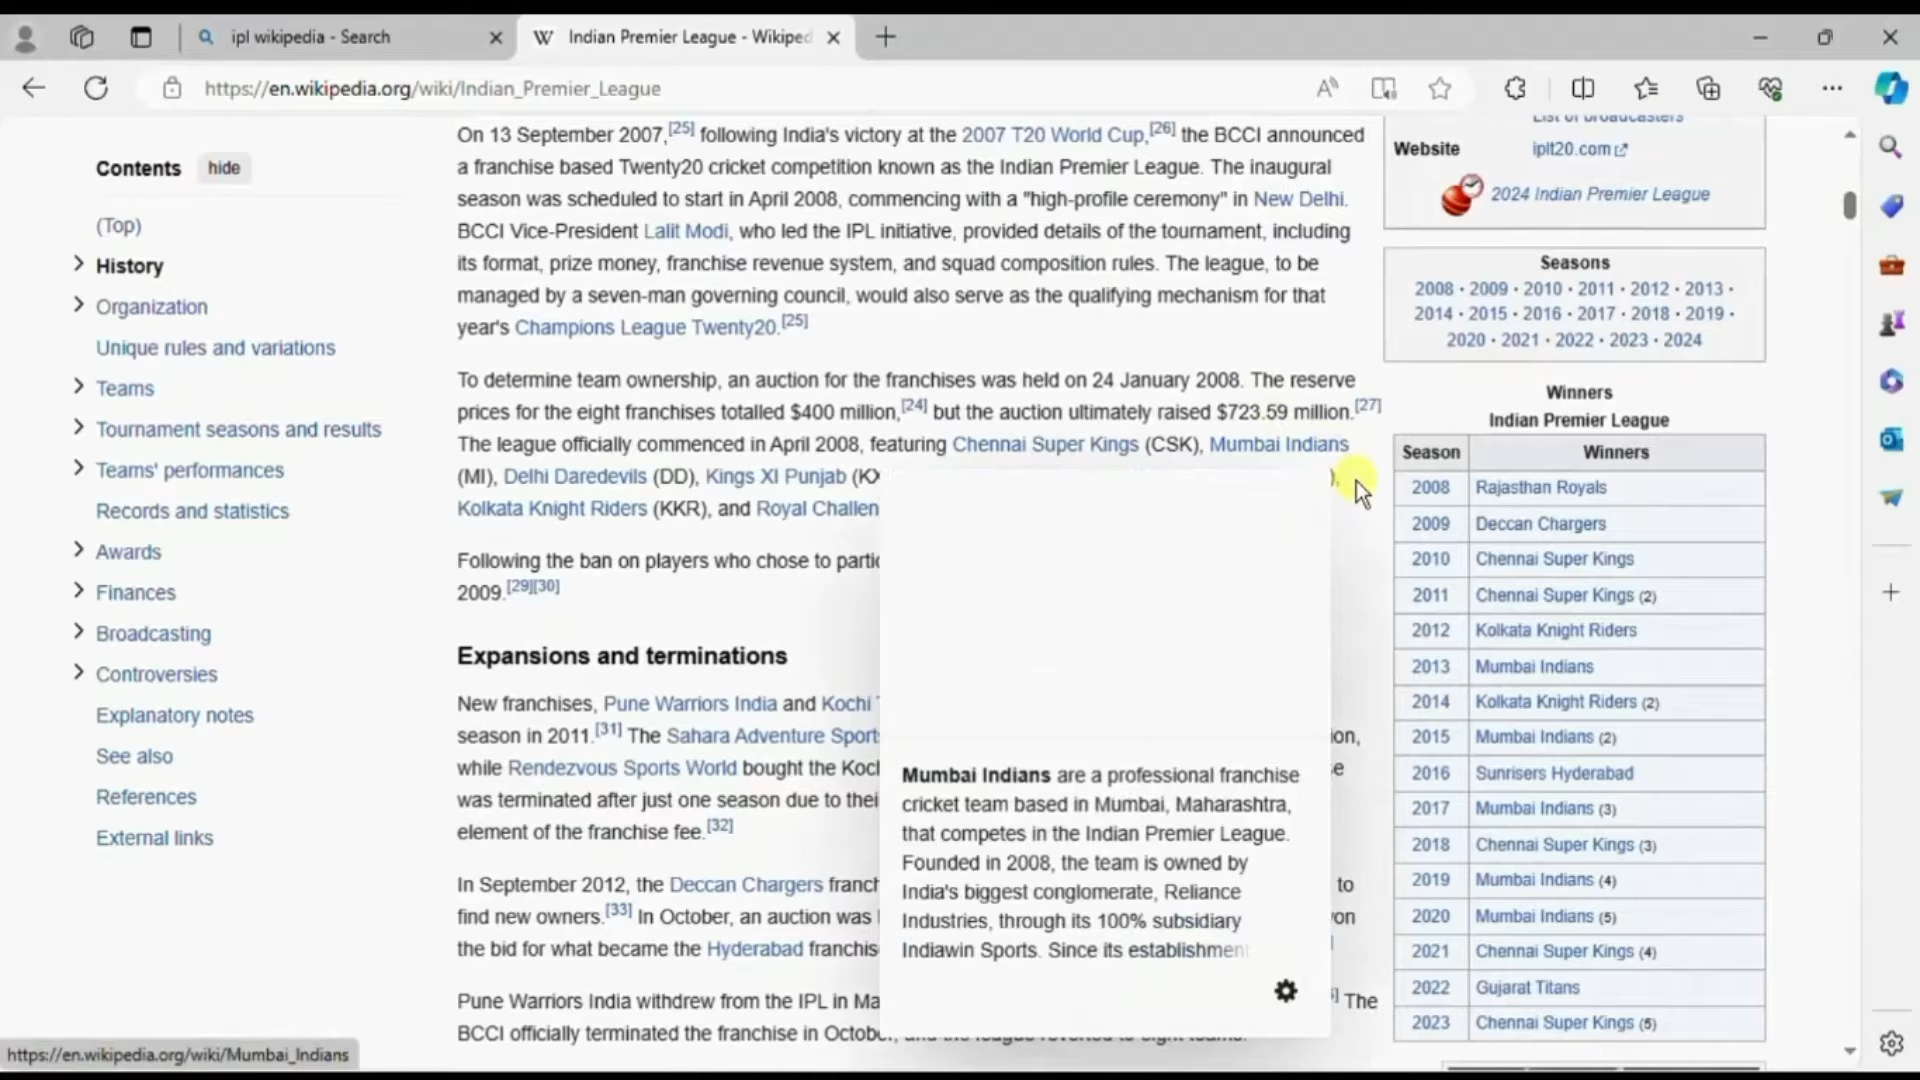 ipl wikipedia - Search
Indian Premier League - Wikiped
https://en.wikipedia.org/wiki/Indian_Premier_League
Contents hide
(Top)
History
Organization
Unique rules and variations
Teams
Tournament seasons and results
Teams' performances
Records and statistics
Awards
Finances
Broadcasting
Controversies
Explanatory notes
See also
References
External links
On 13 September 2007,[25] following India's victory at the 2007 T20 World Cup,[26] the BCCI announced
a franchise based Twenty20 cricket competition known as the Indian Premier League. The inaugural
season was scheduled to start in April 2008, commencing with a "high-profile ceremony" in New Delhi.
BCCI Vice-President Lalit Modi, who led the IPL initiative, provided details of the tournament, including
its format, prize money, franchise revenue system, and squad composition rules. The league, to be
managed by a seven-man governing council, would also serve as the qualifying mechanism for that
year's Champions League Twenty20.[25]
To determine team ownership, an auction for the franchises was held on 24 January 2008. The reserve
prices for the eight franchises totalled $400 million,[24] but the auction ultimately raised $723.59 million.[27]
The league officially commenced in April 2008, featuring Chennai Super Kings (CSK), Mumbai Indians
(MI), Delhi Daredevils (DD), Kings XI Punjab (KX ),
Kolkata Knight Riders (KKR), and Royal Challen
Following the ban on players who chose to partic
2009.[29][30]
Expansions and terminations
New franchises, Pune Warriors India and Kochi
season in 2011.[31] The Sahara Adventure Sport ion,
while Rendezvous Sports World bought the Koc e
was terminated after just one season due to thei
element of the franchise fee.[32]
In September 2012, the Deccan Chargers franch to
find new owners.[33] In October, an auction was on
the bid for what became the Hyderabad franchis
Pune Warriors India withdrew from the IPL in Ma The
BCCI officially terminated the franchise in October, and the league reverted to eight teams.
Mumbai Indians are a professional franchise
cricket team based in Mumbai, Maharashtra,
that competes in the Indian Premier League.
Founded in 2008, the team is owned by
India's biggest conglomerate, Reliance
Industries, through its 100% subsidiary
Indiawin Sports. Since its establishment
List of broadcasters
Website iplt20.com
2024 Indian Premier League
Seasons
2008 · 2009 · 2010 · 2011 · 2012 · 2013 ·
2014 · 2015 · 2016 · 2017 · 2018 · 2019 ·
2020 · 2021 · 2022 · 2023 · 2024
Winners
Indian Premier League
Season Winners
2008 Rajasthan Royals
2009 Deccan Chargers
2010 Chennai Super Kings
2011 Chennai Super Kings (2)
2012 Kolkata Knight Riders
2013 Mumbai Indians
2014 Kolkata Knight Riders (2)
2015 Mumbai Indians (2)
2016 Sunrisers Hyderabad
2017 Mumbai Indians (3)
2018 Chennai Super Kings (3)
2019 Mumbai Indians (4)
2020 Mumbai Indians (5)
2021 Chennai Super Kings (4)
2022 Gujarat Titans
2023 Chennai Super Kings (5)
https://en.wikipedia.org/wiki/Mumbai_Indians